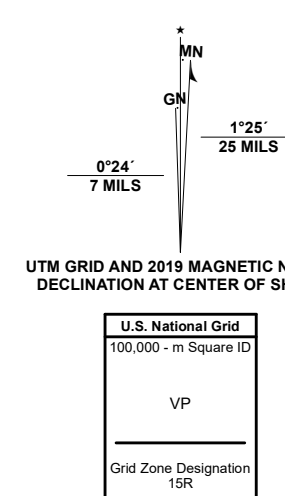 ★
MN
GN
1°25´
25 MILS
0°24´
7 MILS
UTM GRID AND 2019 MAGNETIC
DECLINATION AT CENTER OF
U.S. National Grid
100,000 - m Square ID
VP
Grid Zone Designation
15R